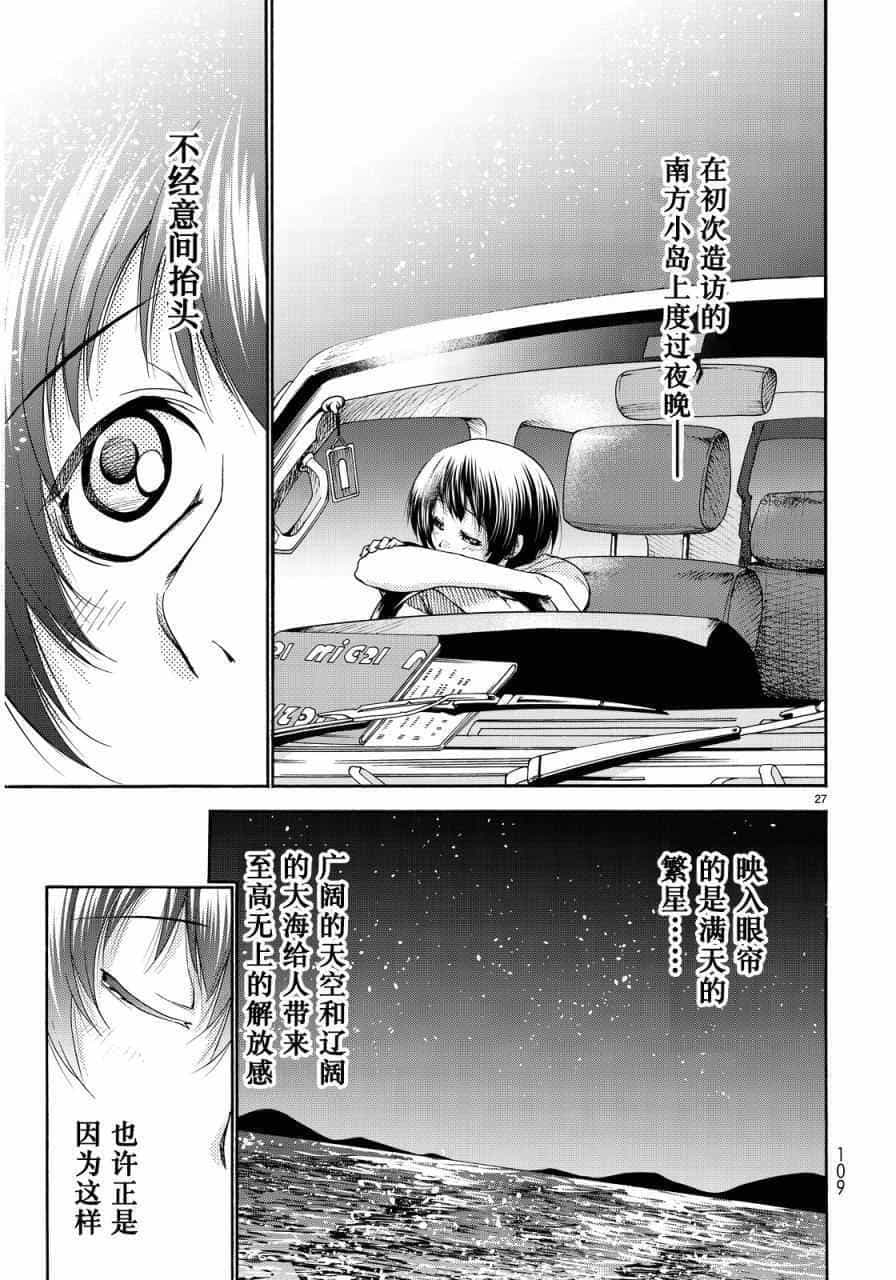 在初次造访的
南方小岛上度过夜晚——
不经意间抬头
mic21
27
映入眼帘
的是满天的
繁星……
广阔的天空和辽阔
的大海给人带来
至高无上的解放感
也许正是
因为这样
109